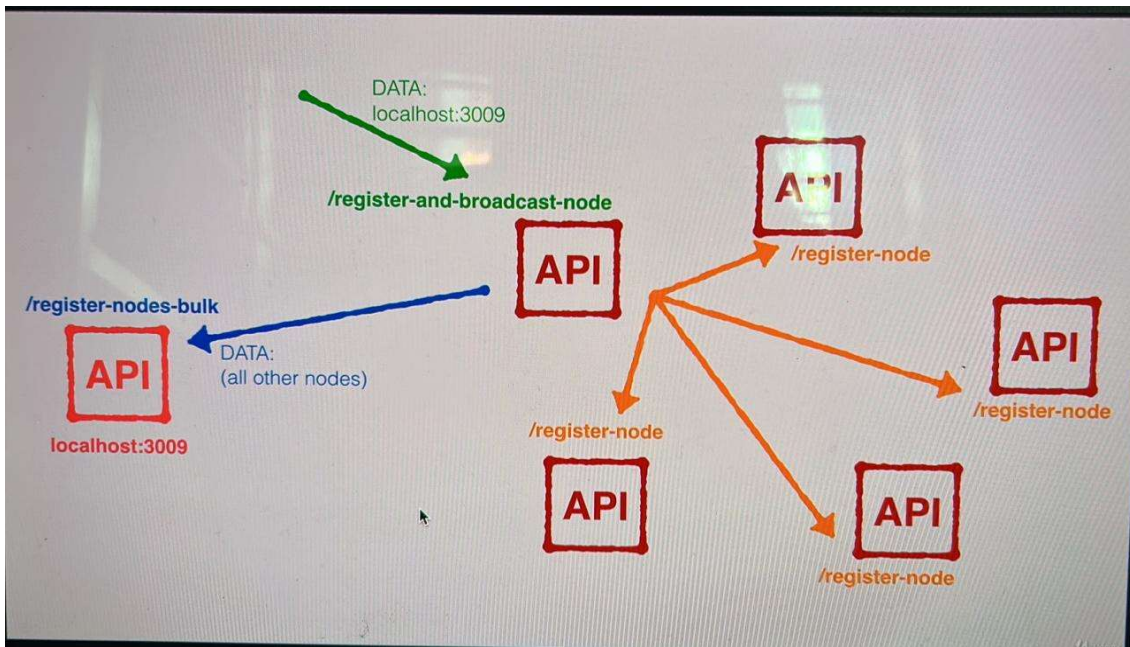 DATA:
localhost:3009
/register-and-broadcast-node
API
API
/register-node
/register-nodes-bulk
API
DATA:
(all other nodes)
localhost:3009
API
/register-node
/register-node
API
API
/register-node